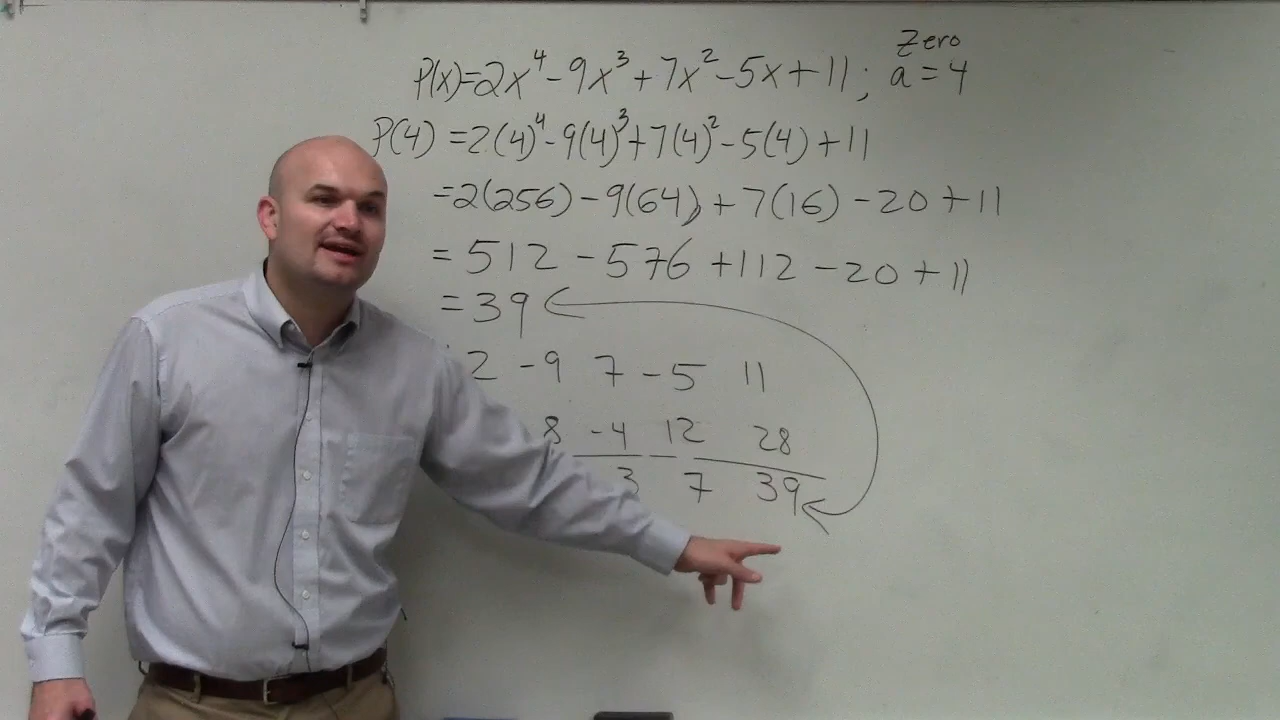 Zero
P(x)=2x⁴-9x³+7x²-5x+11; a=4
P(4)=2(4)⁴-9(4)³+7(4)²-5(4)+11
=2(256)-9(64)+7(16)-20+11
=512-576+112-20+11
=39
2 -9 7 -5 11
8 -4 12 28
3 7 39